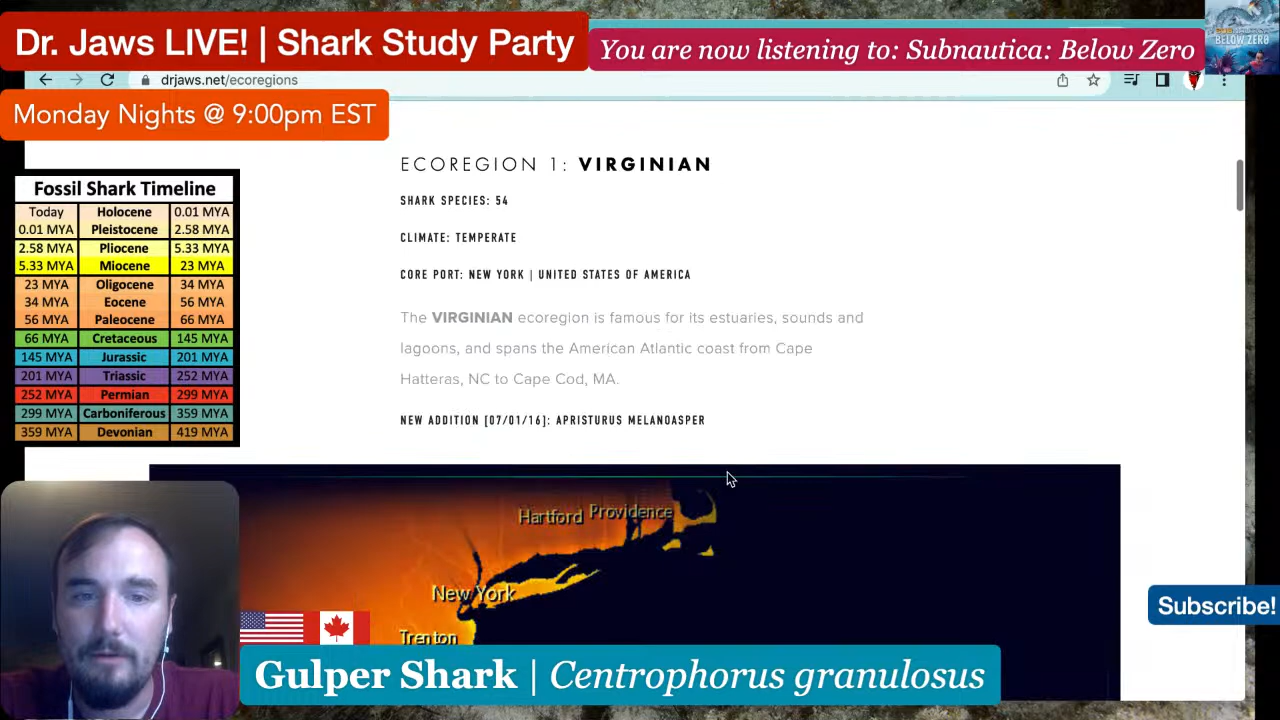 Dr. Jaws LIVE! | Shark Study Party
You are now listening to: Subnautica: Below Zero
BELOW ZERO
drjaws.net/ecoregions
Monday Nights @ 9:00pm EST
ECOREGION 1: VIRGINIAN
SHARK SPECIES: 54
CLIMATE: TEMPERATE
CORE PORT: NEW YORK | UNITED STATES OF AMERICA
The VIRGINIAN ecoregion is famous for its estuaries, sounds and
lagoons, and spans the American Atlantic coast from Cape
Hatteras, NC to Cape Cod, MA.
NEW ADDITION [07/01/16]: APRISTURUS MELANOASPER
Fossil Shark Timeline
Today Holocene 0.01 MYA
0.01 MYA Pleistocene 2.58 MYA
2.58 MYA Pliocene 5.33 MYA
5.33 MYA Miocene 23 MYA
23 MYA Oligocene 34 MYA
34 MYA Eocene 56 MYA
56 MYA Paleocene 66 MYA
66 MYA Cretaceous 145 MYA
145 MYA Jurassic 201 MYA
201 MYA Triassic 252 MYA
252 MYA Permian 299 MYA
299 MYA Carboniferous 359 MYA
359 MYA Devonian 419 MYA
Hartford Providence
New York
Trenton
Subscribe!
Gulper Shark | Centrophorus granulosus